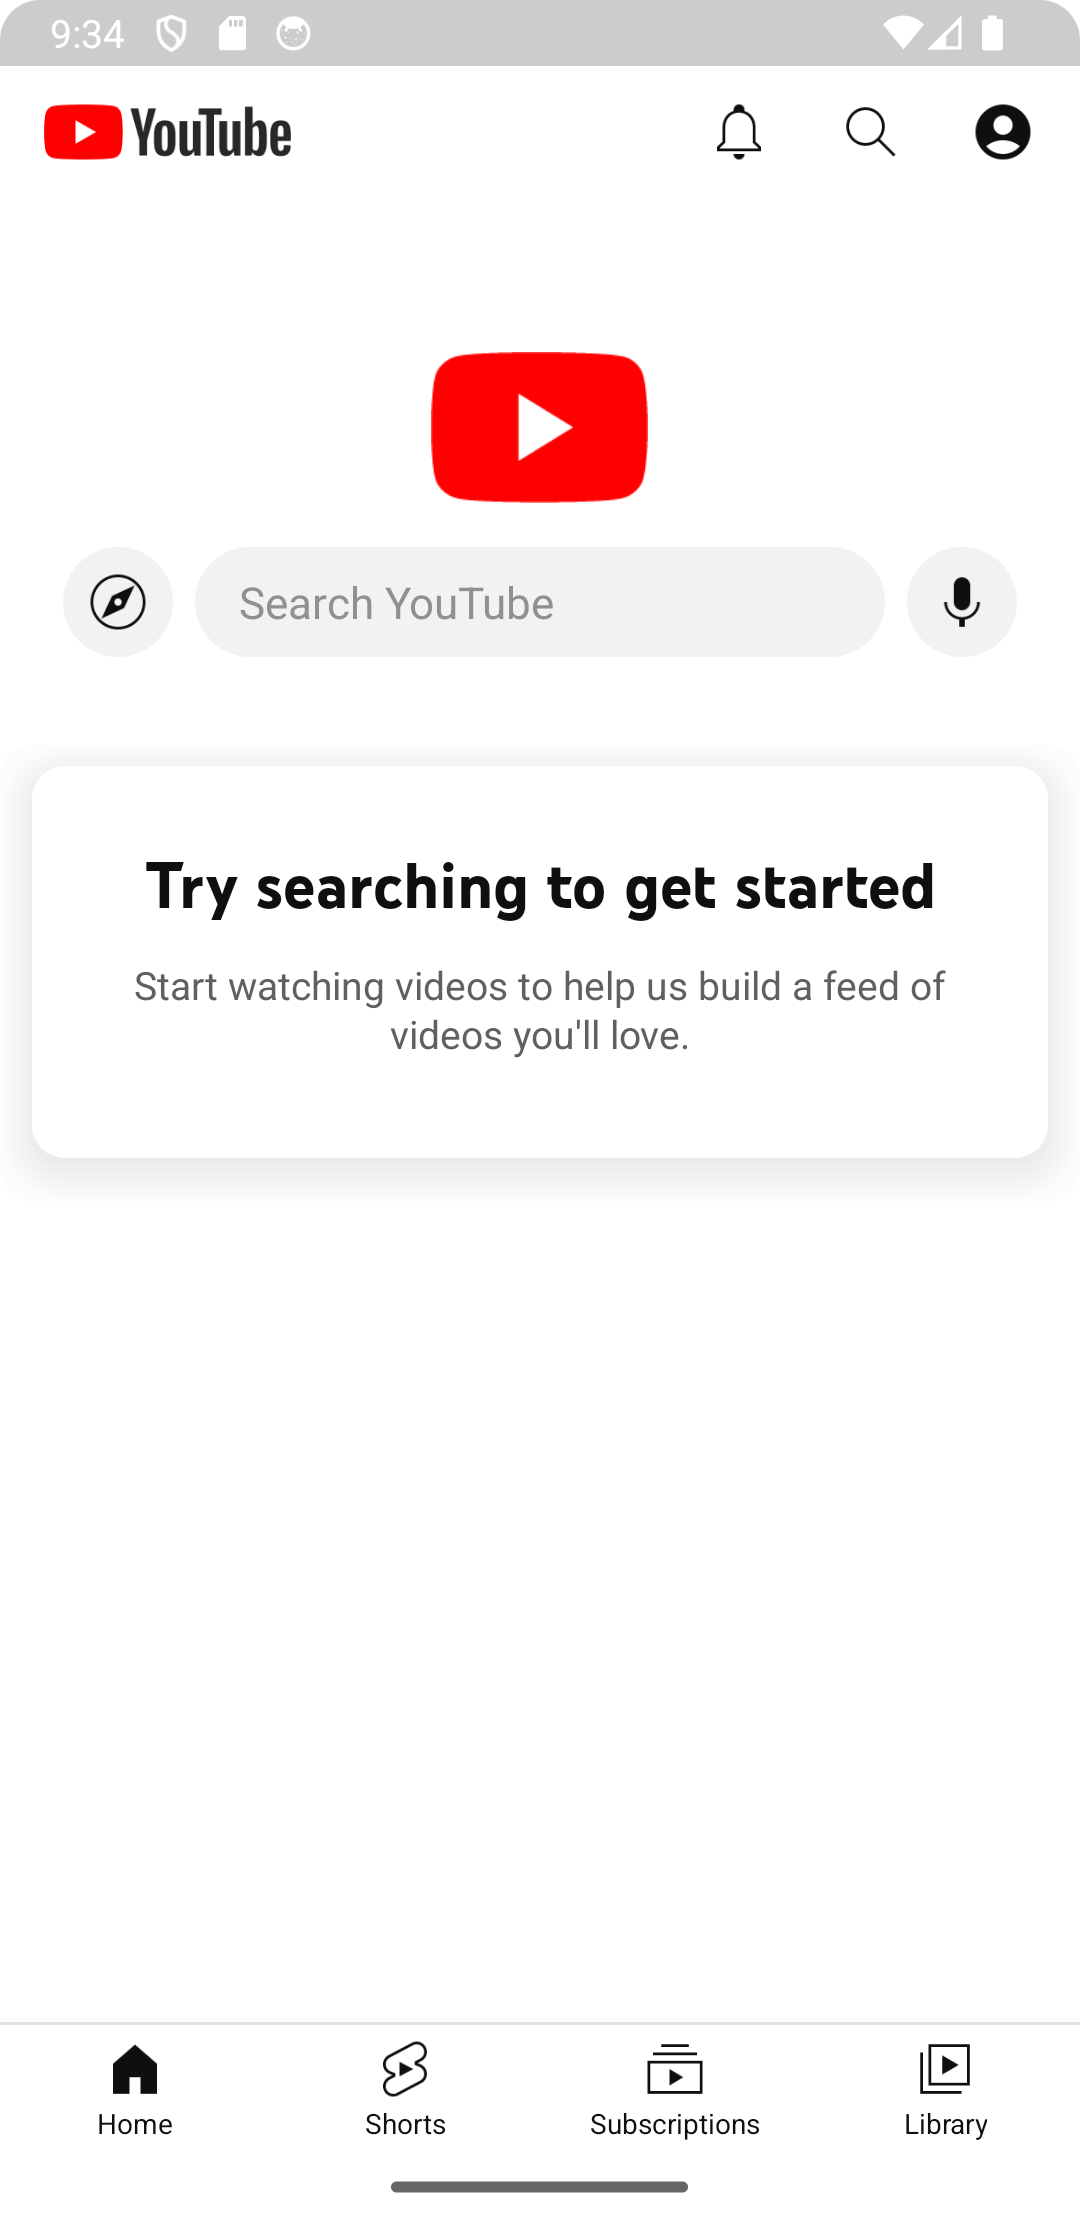 9:34
YouTube
Search YouTube
Try searching to get started
Start watching videos to help us build a feed of
videos you'll love.
Home
Shorts
Subscriptions
Library